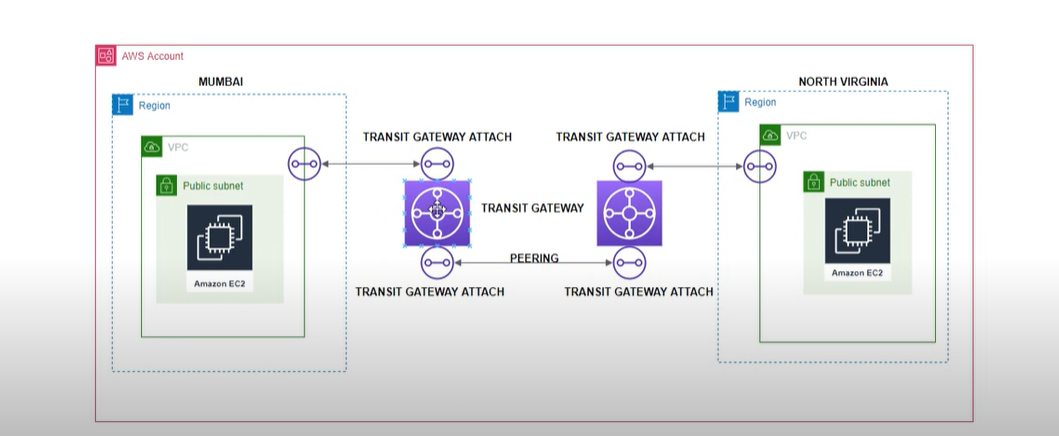 AWS Account
MUMBAI
NORTH VIRGINIA
Region
Region
TRANSIT GATEWAY ATTACH
TRANSIT GATEWAY ATTACH
VPC
VPC
Public subnet
Public subnet
TRANSIT GATEWAY
Amazon EC2
Amazon EC2
PEERING
TRANSIT GATEWAY ATTACH
TRANSIT GATEWAY ATTACH